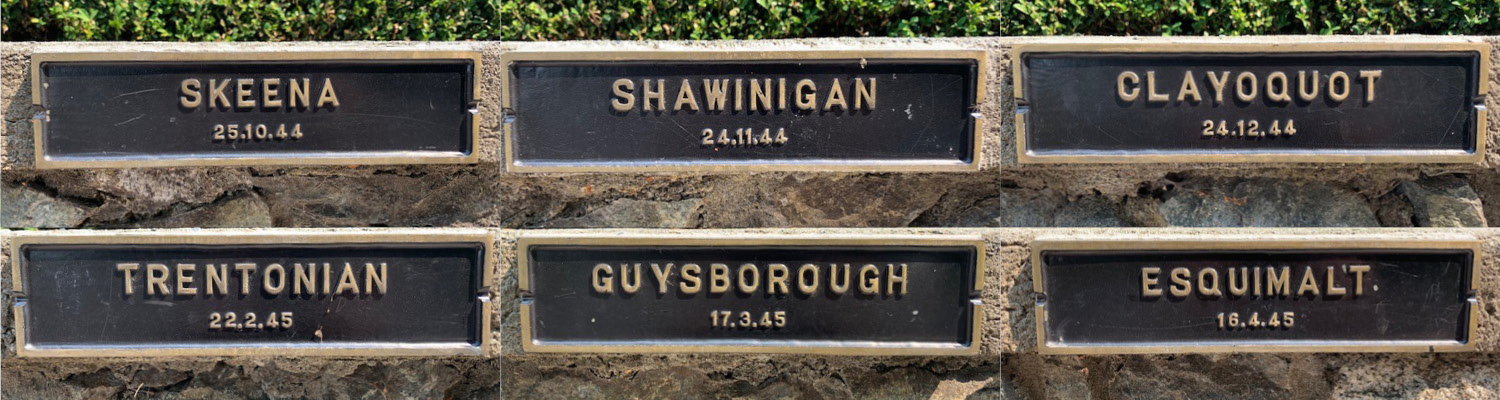 SKEENA
25.10.44
SHAWINIGAN
24.11.44
CLAYOQUOT
24.12.44
TRENTONIAN
22.2.45
GUYSBOROUGH
17.3.45
ESQUIMALT.
16.4.45